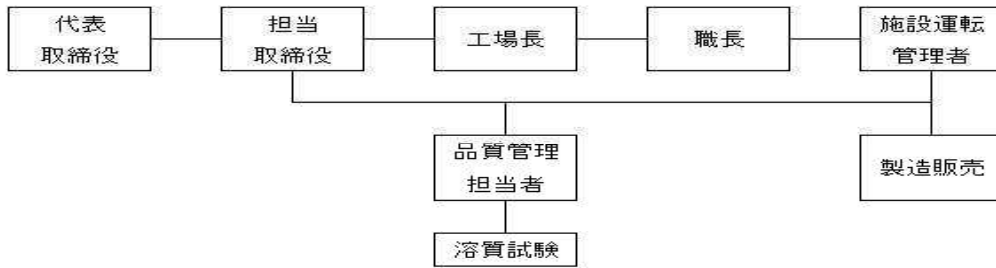 代表
取締役
担当
取締役
工場長
職長
施設運転
管理者
品質管理
担当者
製造販売
溶質試験